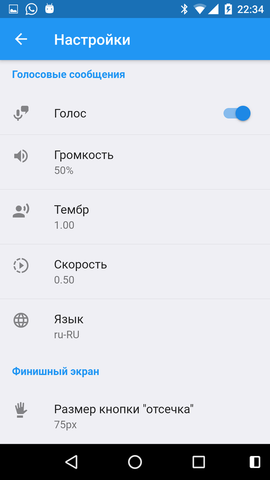 22:34
Настройки
Голосовые сообщения
Голос
Громкость
50%
Тембр
1.00
Скорость
0.50
Язык
ru-RU
Финишный экран
Размер кнопки "отсечка"
75px